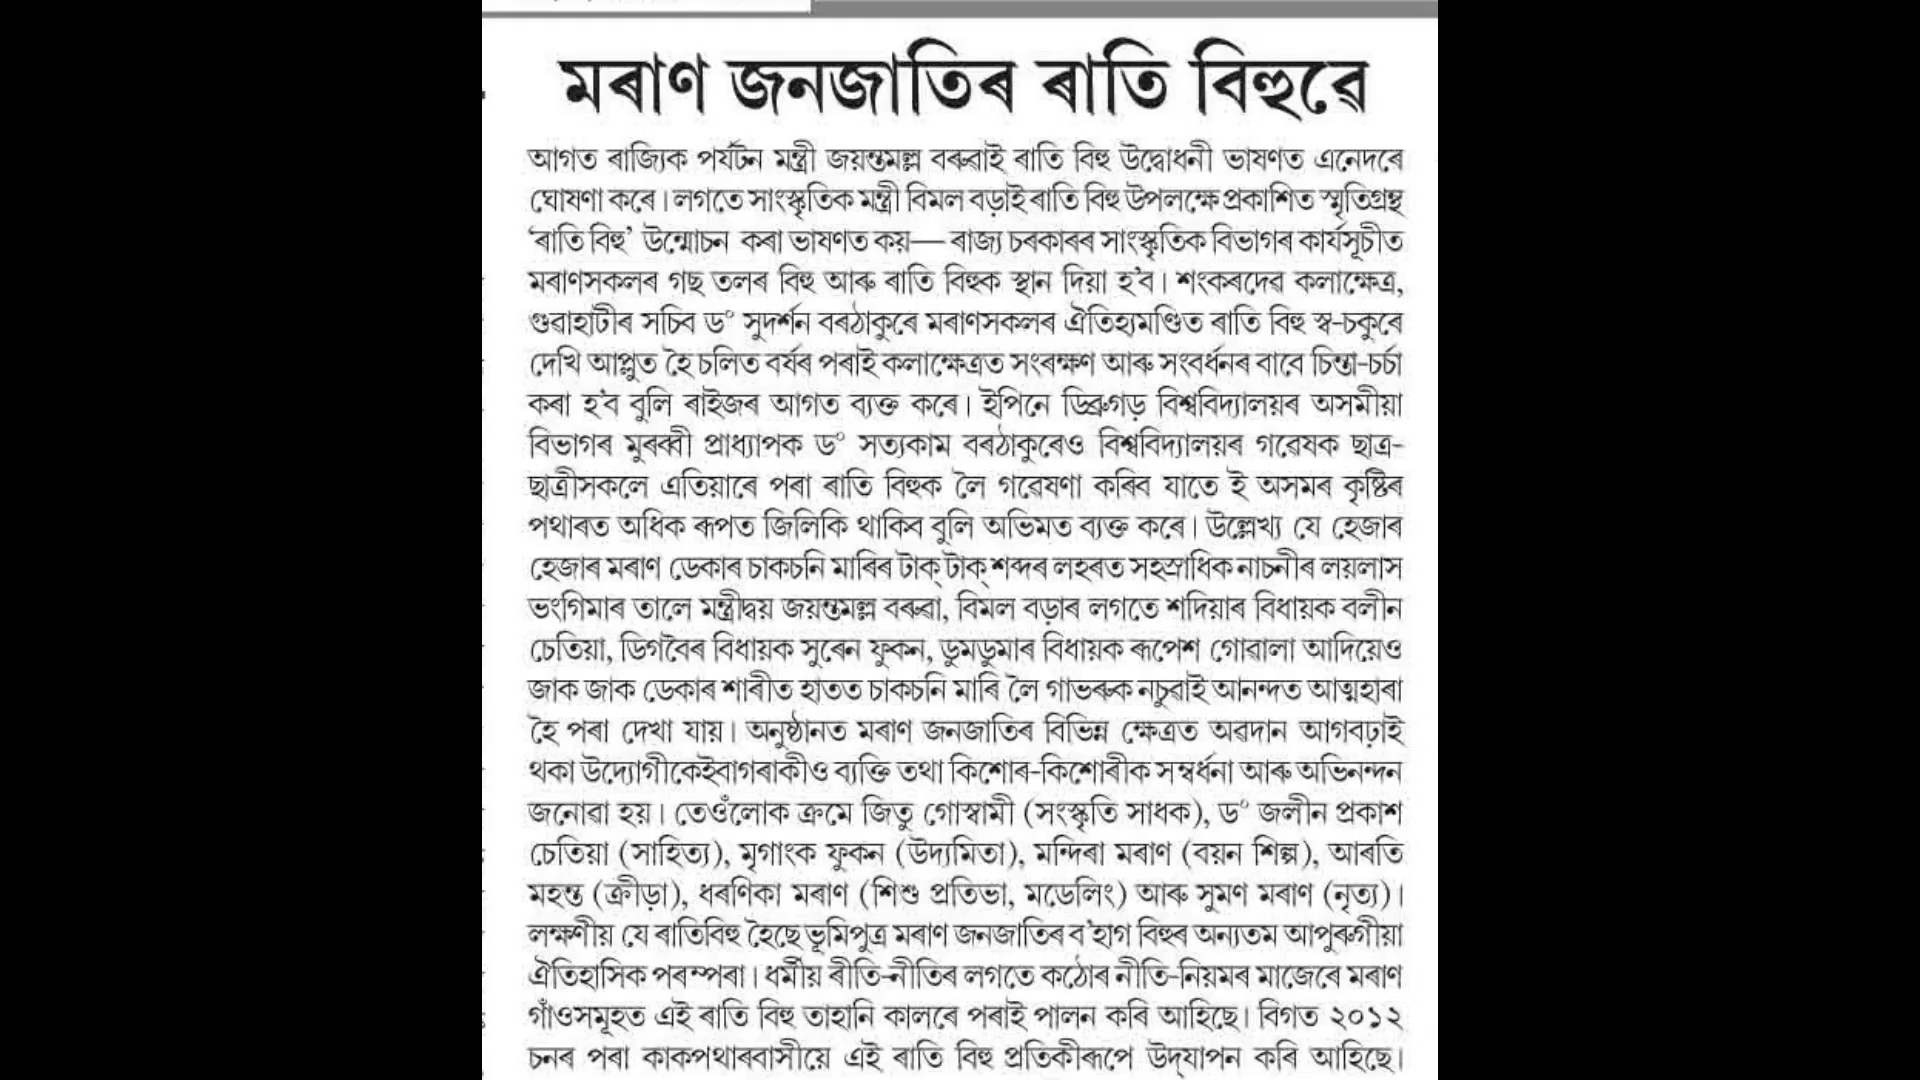 মৰাণ জনজাতিৰ ৰাতি বিহুৱে
আগত ৰাজ্যিক পৰ্যটন মন্ত্ৰী জয়ন্তমল্ল বৰুৱাই ৰাতি বিহু উদ্বোধনী ভাষণত এনেদৰে
ঘোষণা কৰে। লগতে সাংস্কৃতিক মন্ত্ৰী বিমল বড়াই ৰাতি বিহু উপলক্ষে প্ৰকাশিত স্মৃতিগ্ৰন্থ
‘ৰাতি বিহু’ উন্মোচন কৰা ভাষণত কয়— ৰাজ্য চৰকাৰৰ সাংস্কৃতিক বিভাগৰ কাৰ্যসূচীত
মৰাণসকলৰ গছ তলৰ বিহু আৰু ৰাতি বিহুক স্থান দিয়া হ’ব। শংকৰদেৱ কলাক্ষেত্ৰ,
গুৱাহাটীৰ সচিব ড° সুদৰ্শন বৰঠাকুৰে মৰাণসকলৰ ঐতিহ্যমণ্ডিত ৰাতি বিহু স্ব-চকুৰে
দেখি আপ্লুত হৈ চলিত বৰ্ষৰ পৰাই কলাক্ষেত্ৰত সংৰক্ষণ আৰু সংবৰ্ধনৰ বাবে চিন্তা-চৰ্চা
কৰা হ’ব বুলি ৰাইজৰ আগত ব্যক্ত কৰে। ইপিনে ডিব্ৰুগড় বিশ্ববিদ্যালয়ৰ অসমীয়া
বিভাগৰ মুৰব্বী প্ৰাধ্যাপক ড° সত্যকাম বৰঠাকুৰেও বিশ্ববিদ্যালয়ৰ গৱেষক ছাত্ৰ-
ছাত্ৰীসকলে এতিয়াৰে পৰা ৰাতি বিহুক লৈ গৱেষণা কৰিব যাতে ই অসমৰ কৃষ্টিৰ
পথাৰত অধিক ৰূপত জিলিকি থাকিব বুলি অভিমত ব্যক্ত কৰে। উল্লেখ্য যে হেজাৰ
হেজাৰ মৰাণ ডেকাৰ চাকচনি মাৰিৰ টাক্ টাক্ শব্দৰ লহৰত সহস্ৰাধিক নাচনীৰ লয়লাস
ভংগিমাৰ তালে মন্ত্ৰীদ্বয় জয়ন্তমল্ল বৰুৱা, বিমল বড়াৰ লগতে শদিয়াৰ বিধায়ক বলীন
চেতিয়া, ডিগবৈৰ বিধায়ক সুৰেন ফুকন, ডুমডুমাৰ বিধায়ক ৰূপেশ গোৱালা আদিয়েও
জাক জাক ডেকাৰ শাৰীত হাতত চাকচনি মাৰি লৈ গাভৰুক নচুৱাই আনন্দত আত্মহাৰা
হৈ পৰা দেখা যায়। অনুষ্ঠানত মৰাণ জনজাতিৰ বিভিন্ন ক্ষেত্ৰত অৱদান আগবঢ়াই
থকা উদ্যোগীকেইবাগৰাকীও ব্যক্তি তথা কিশোৰ-কিশোৰীক সম্বৰ্ধনা আৰু অভিনন্দন
জনোৱা হয়। তেওঁলোক ক্ৰমে জিতু গোস্বামী (সংস্কৃতি সাধক), ড° জলীন প্ৰকাশ
চেতিয়া (সাহিত্য), মৃগাংক ফুকন (উদ্যমিতা), মন্দিৰা মৰাণ (বয়ন শিল্প), আৰতি
মহন্ত (ক্ৰীড়া), ধৰণিকা মৰাণ (শিশু প্ৰতিভা, মডেলিং) আৰু সুমণ মৰাণ (নৃত্য)।
লক্ষণীয় যে ৰাতিবিহু হৈছে ভূমিপুত্ৰ মৰাণ জনজাতিৰ ব’হাগ বিহুৰ অন্যতম আপুৰুগীয়া
ঐতিহাসিক পৰম্পৰা। ধৰ্মীয় ৰীতি-নীতিৰ লগতে কঠোৰ নীতি-নিয়মৰ মাজেৰে মৰাণ
গাঁওসমূহত এই ৰাতি বিহু তাহানি কালৰে পৰাই পালন কৰি আহিছে। বিগত ২০১২
চনৰ পৰা কাকপথাৰবাসীয়ে এই ৰাতি বিহু প্ৰতিকীৰূপে উদ্‌যাপন কৰি আহিছে।